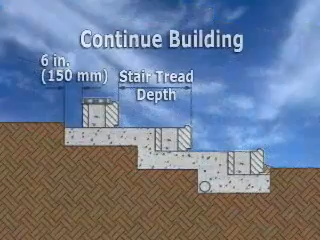 Continue Building
6 in.
(150 mm)
Stair Tread
Depth